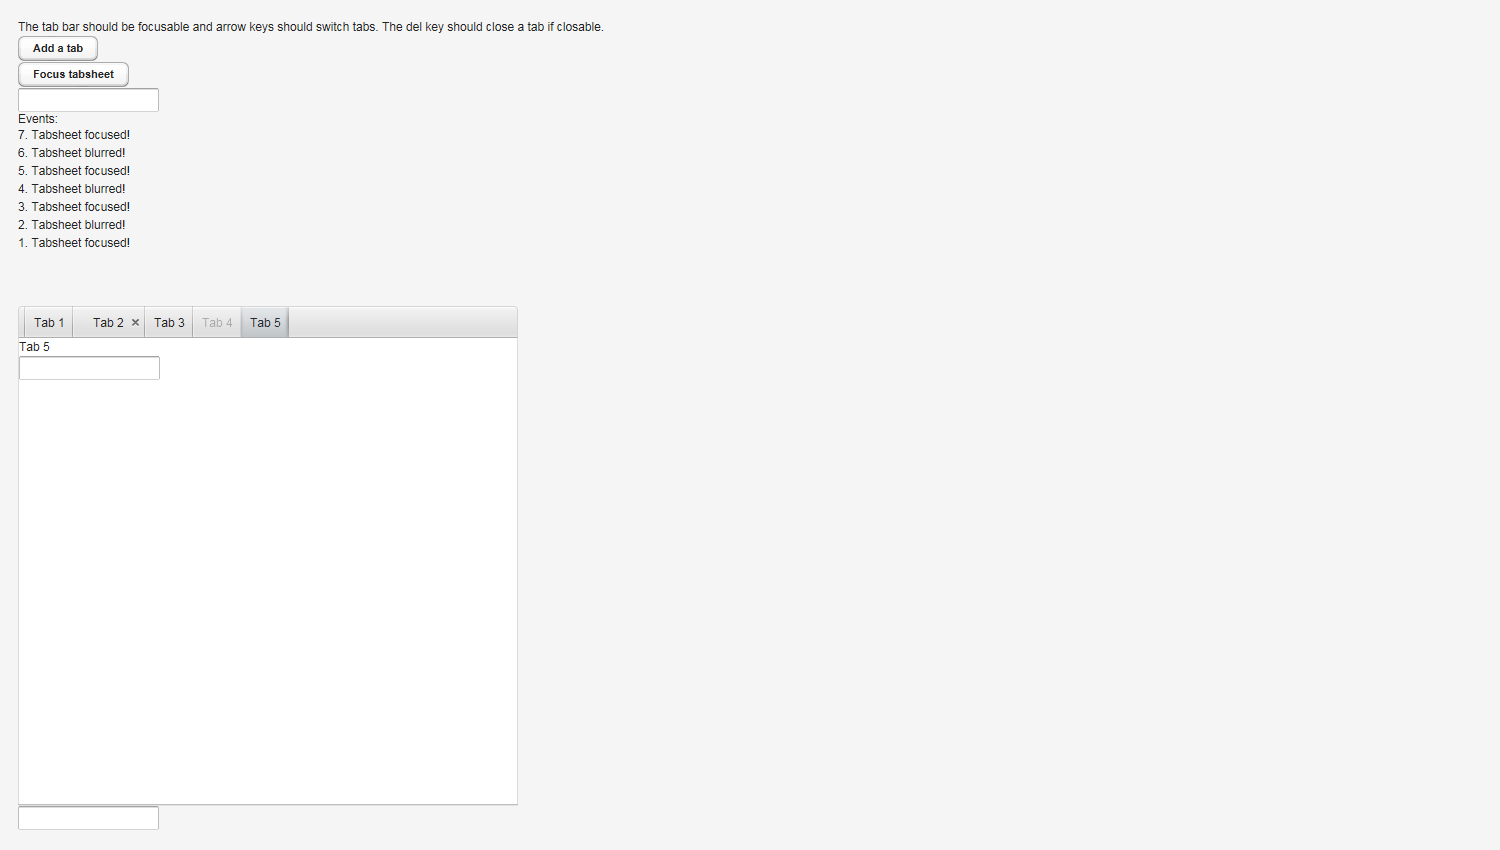 The tab bar should be focusable and arrow keys should switch tabs. The del key should close a tab if closable.
Add a tab
Focus tabsheet
Events:
7. Tabsheet focused!
6. Tabsheet blurred!
5. Tabsheet focused!
4. Tabsheet blurred!
3. Tabsheet focused!
2. Tabsheet blurred!
1. Tabsheet focused!
Tab 1 Tab 2 × Tab 3 Tab 4 Tab 5
Tab 5